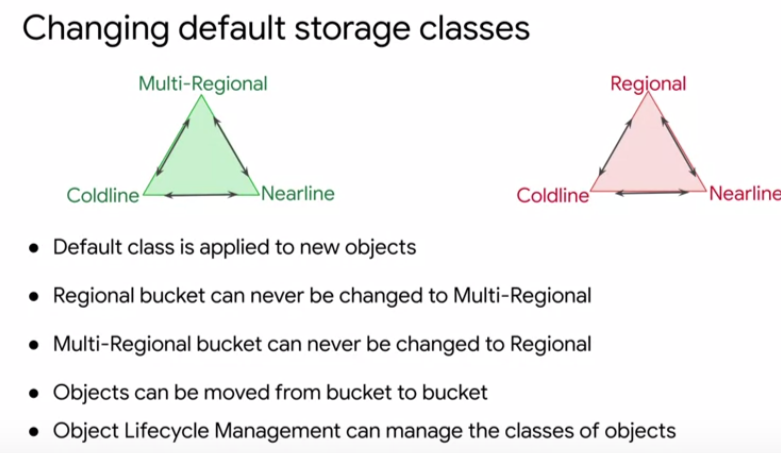 Changing default storage classes
Multi-Regional
Regional
Coldline
Nearline
Coldline
Nearline
● Default class is applied to new objects
● Regional bucket can never be changed to Multi-Regional
● Multi-Regional bucket can never be changed to Regional
● Objects can be moved from bucket to bucket
● Object Lifecycle Management can manage the classes of objects